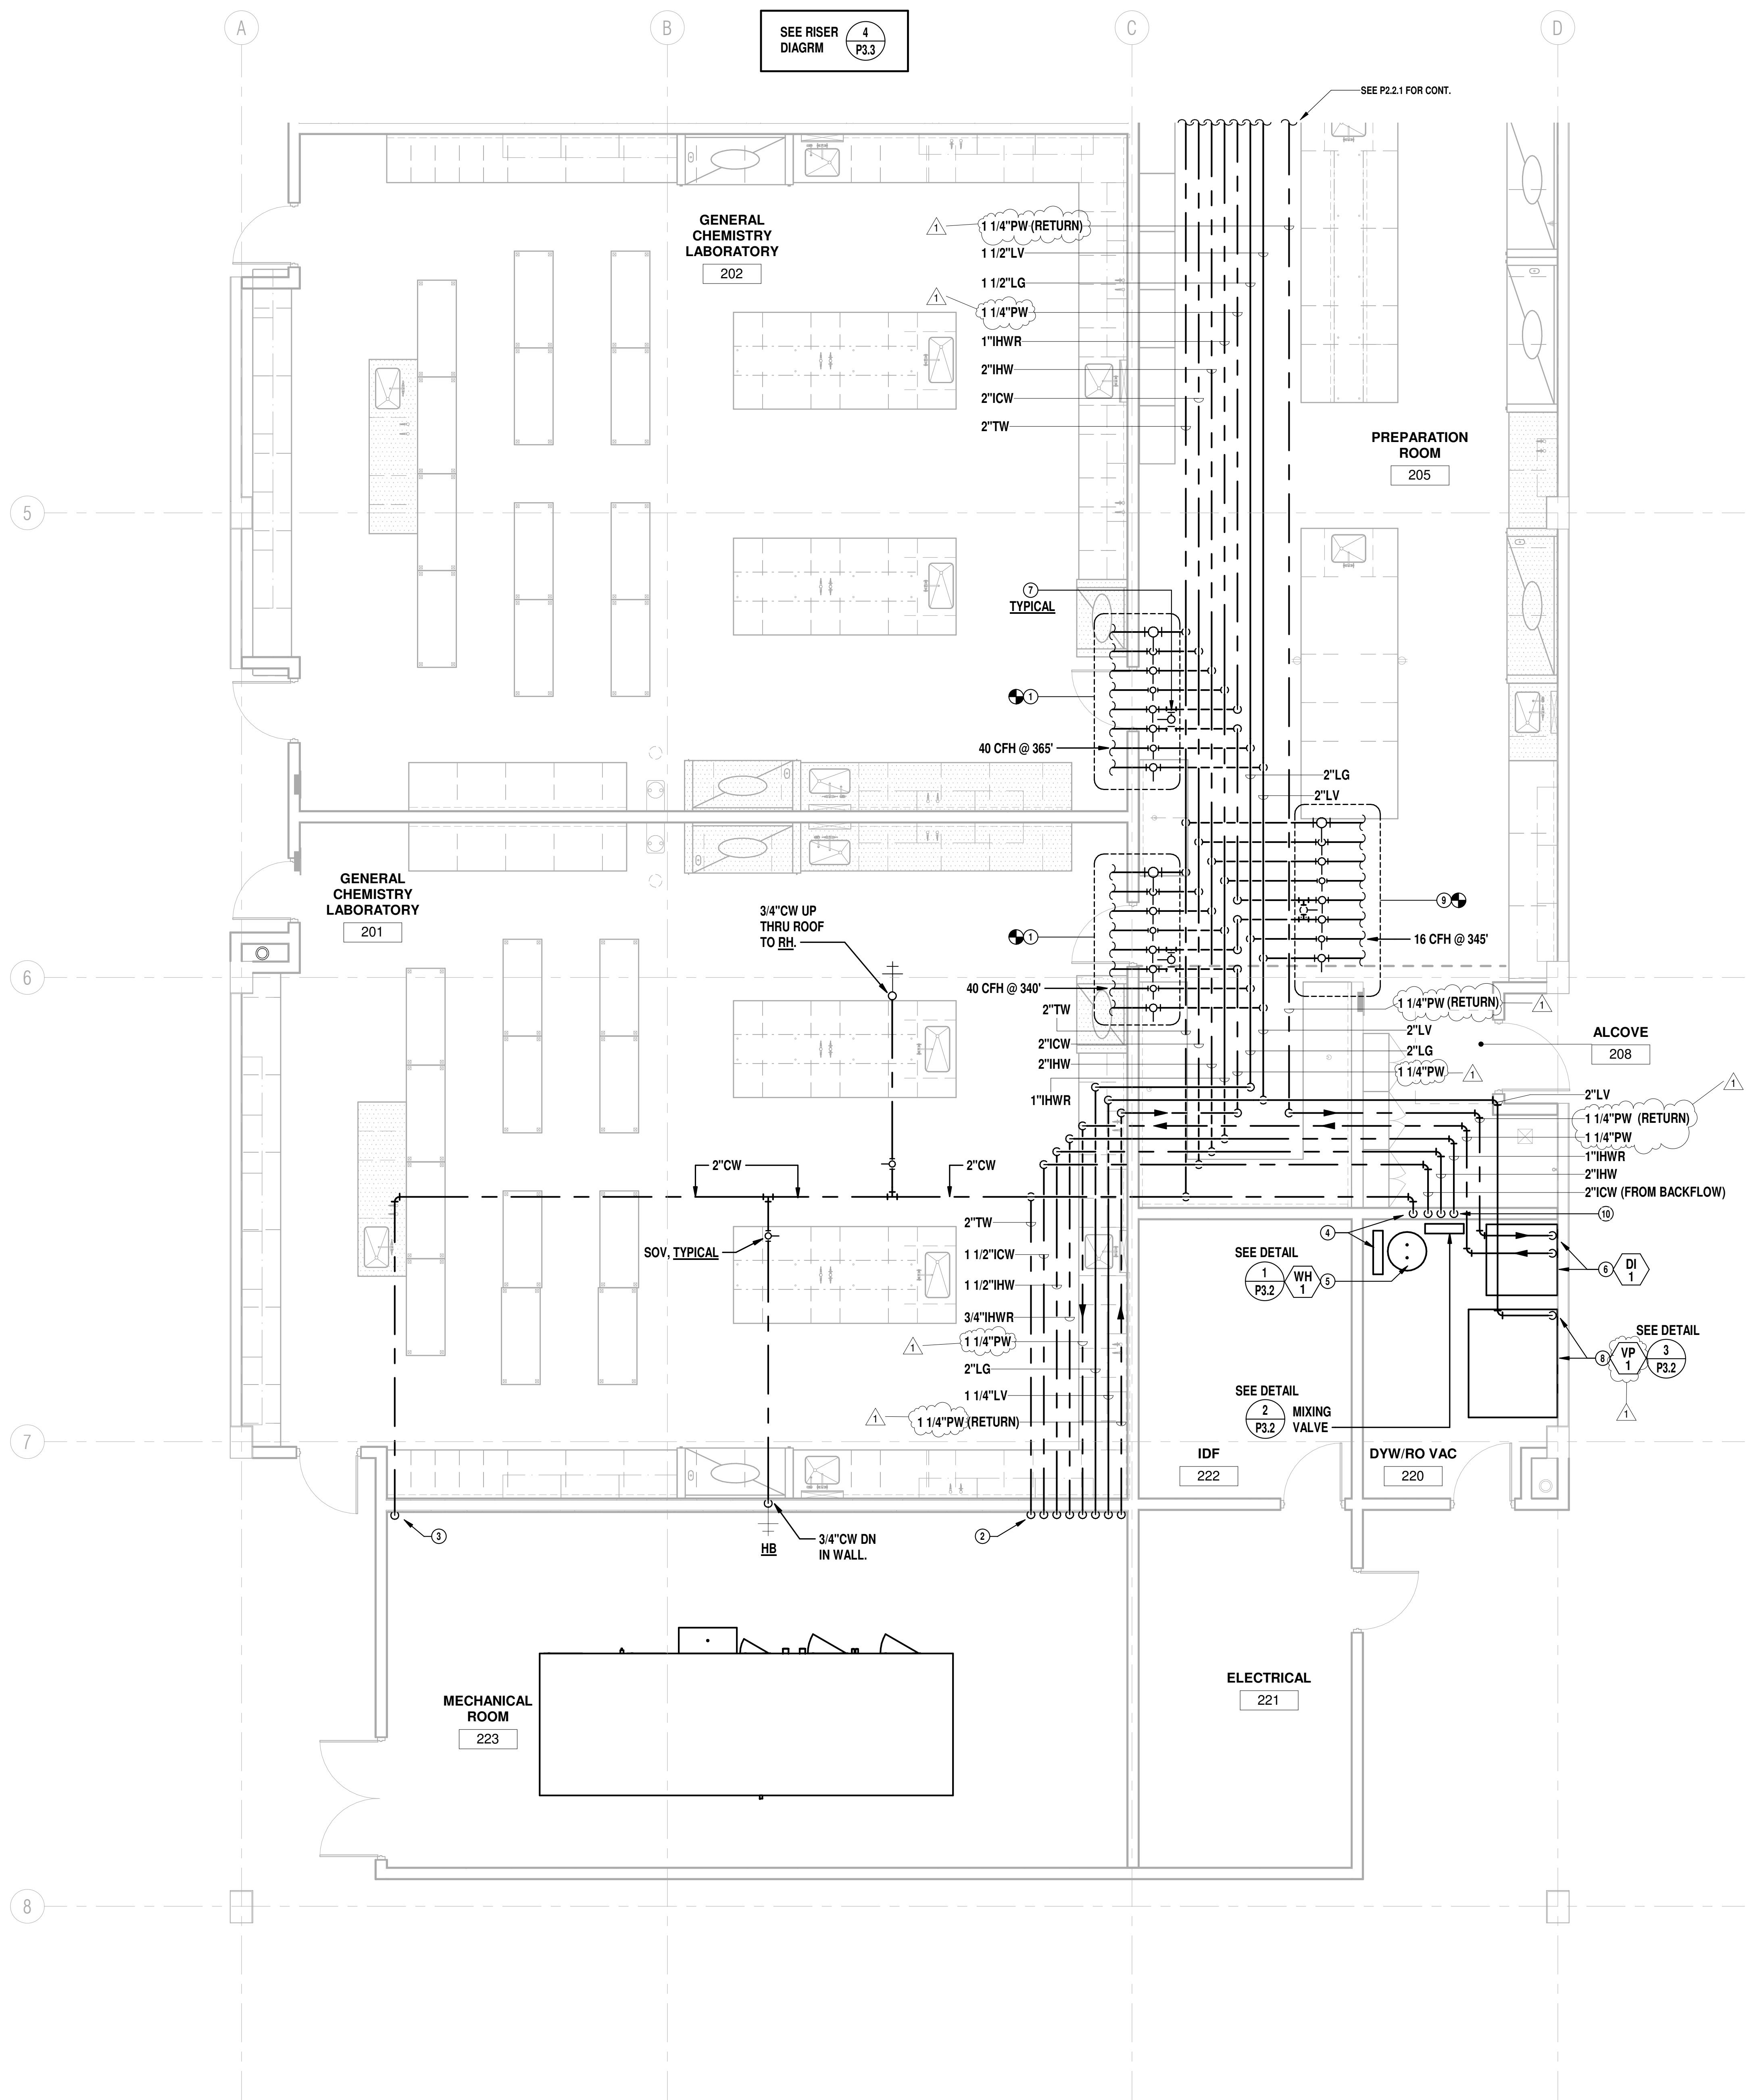 A
B
C
D
SEE RISER
DIAGRM
4
P3.3
SEE P2.2.1 FOR CONT.
GENERAL
CHEMISTRY
LABORATORY
202
1
1 1/4"PW (RETURN)
1 1/2"LV
1 1/2"LG
1
1 1/4"PW
1"IHWR
2"IHW
2"ICW
2"TW
PREPARATION
ROOM
205
5
7
TYPICAL
1
40 CFH @ 365'
2"LG
2"LV
GENERAL
CHEMISTRY
LABORATORY
201
3/4"CW UP
THRU ROOF
TO RH.
9
1
16 CFH @ 345'
6
40 CFH @ 340'
1 1/4"PW (RETURN)
1
2"TW
2"LV
ALCOVE
208
2"ICW
2"LG
2"IHW
1 1/4"PW
1
1"IHWR
1
2"LV
1 1/4"PW (RETURN)
1 1/4"PW
1"IHWR
2"IHW
2"ICW (FROM BACKFLOW)
2"CW
2"CW
10
2"TW
4
SOV, TYPICAL
1 1/2"ICW
SEE DETAIL
1
P3.2
WH
1
5
6
DI
1
1 1/2"IHW
3/4"IHWR
1
1 1/4"PW
SEE DETAIL
8
VP
1
3
P3.2
2"LG
1 1/4"LV
SEE DETAIL
2
P3.2
MIXING
VALVE
1
1 1/4"PW (RETURN)
1
7
IDF
222
DYW/RO VAC
220
3
3/4"CW DN
IN WALL.
HB
2
MECHANICAL
ROOM
223
ELECTRICAL
221
8